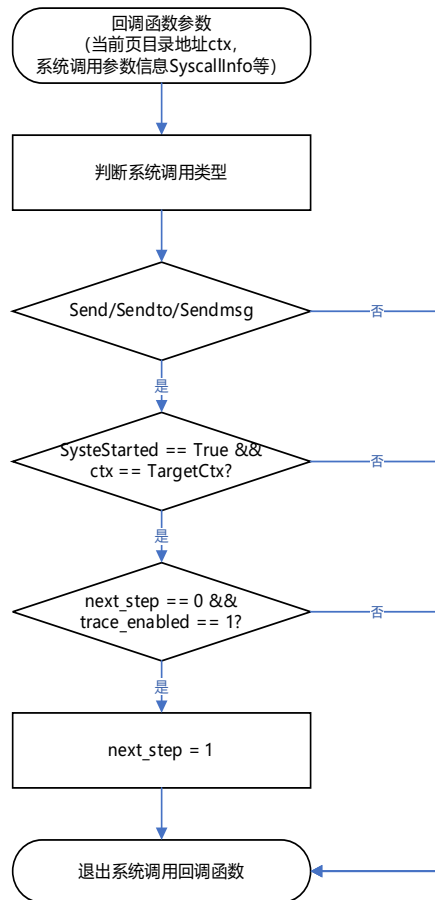 回调函数参数
(当前页目录地址ctx,
系统调用参数信息SyscallInfo等)
判断系统调用类型
Send/Sendto/Sendmsg
否
是
SysteStarted == True &&
ctx == TargetCtx?
否
是
next_step == 0 &&
trace_enabled == 1?
否
是
next_step = 1
退出系统调用回调函数